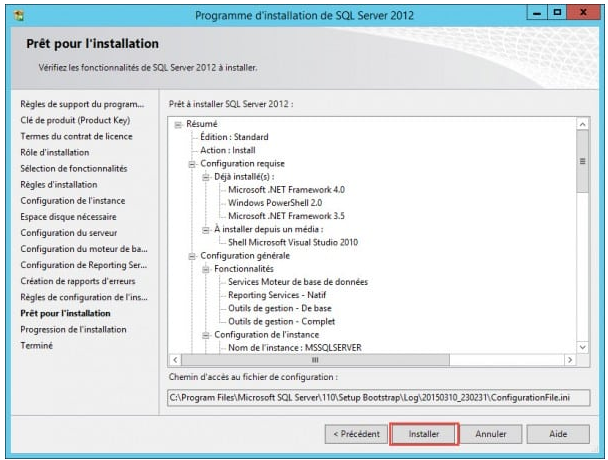 Programme d'installation de SQL Server 2012
Prêt pour l'installation
Vérifiez les fonctionnalités de SQL Server 2012 à installer.
Règles de support du program...
Clé de produit (Product Key)
Termes du contrat de licence
Rôle d'installation
Sélection de fonctionnalités
Règles d'installation
Configuration de l'instance
Espace disque nécessaire
Configuration du serveur
Configuration du moteur de ba...
Configuration de Reporting Ser...
Création de rapports d'erreurs
Règles de configuration de l'ins...
Prêt pour l'installation
Progression de l'installation
Terminé
Prêt à installer SQL Server 2012 :
Résumé
Édition : Standard
Action : Install
Configuration requise
Déjà installé(s) :
Microsoft .NET Framework 4.0
Windows PowerShell 2.0
Microsoft .NET Framework 3.5
À installer depuis un média :
Shell Microsoft Visual Studio 2010
Configuration générale
Fonctionnalités
Services Moteur de base de données
Reporting Services - Natif
Outils de gestion - De base
Outils de gestion - Complet
Configuration de l'instance
Nom de l'instance : MSSQLSERVER
Chemin d'accès au fichier de configuration :
C:\Program Files\Microsoft SQL Server\110\Setup Bootstrap\Log\20150310_230231\ConfigurationFile.ini
< Précédent
Installer
Annuler
Aide